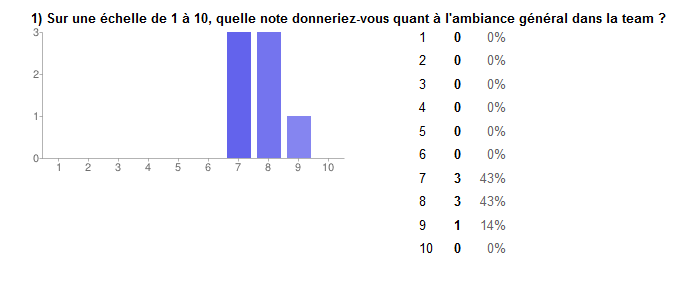 1) Sur une échelle de 1 à 10, quelle note donneriez-vous quant à l'ambiance général dans la team ?
3
2
1
0
1 2 3 4 5 6 7 8 9 10
1 0 0%
2 0 0%
3 0 0%
4 0 0%
5 0 0%
6 0 0%
7 3 43%
8 3 43%
9 1 14%
10 0 0%